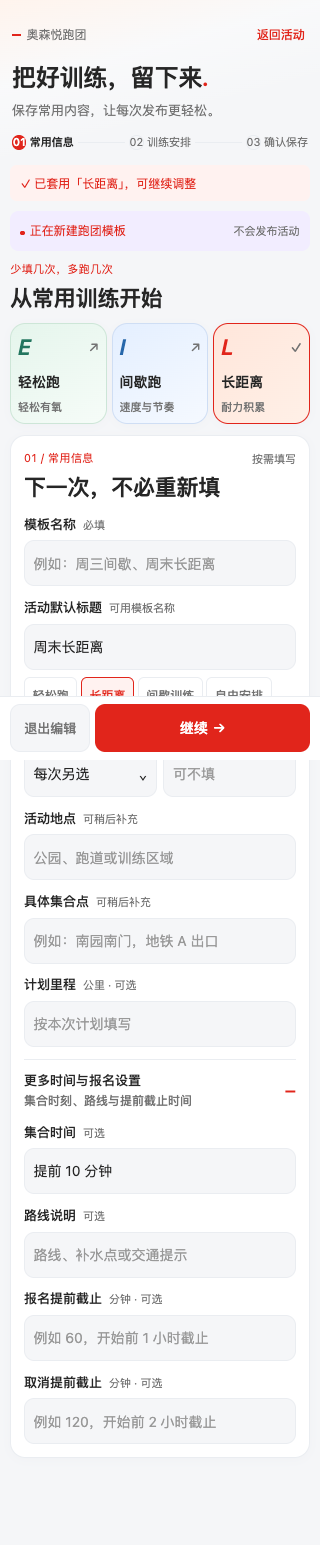 奥森悦跑团
返回活动
把好训练，留下来.
保存常用内容，让每次发布更轻松。
01 常用信息
02 训练安排
03 确认保存
✓ 已套用「长距离」，可继续调整
正在新建跑团模板
不会发布活动
少填几次，多跑几次
从常用训练开始
E ↗
轻松跑
轻松有氧
I ↗
间歇跑
速度与节奏
L ✓
长距离
耐力积累
01 / 常用信息
按需填写
下一次，不必重新填
模板名称 必填
例如：周三间歇、周末长距离
活动默认标题 可用模板名称
周末长距离
轻松跑
长距离
间歇训练
自由安排
退出编辑
继续 →
每次另选
可不填
活动地点 可稍后补充
公园、跑道或训练区域
具体集合点 可稍后补充
例如：南园南门，地铁 A 出口
计划里程 公里 · 可选
按本次计划填写
更多时间与报名设置
集合时刻、路线与提前截止时间
集合时间 可选
提前 10 分钟
路线说明 可选
路线、补水点或交通提示
报名提前截止 分钟 · 可选
例如 60，开始前 1 小时截止
取消提前截止 分钟 · 可选
例如 120，开始前 2 小时截止